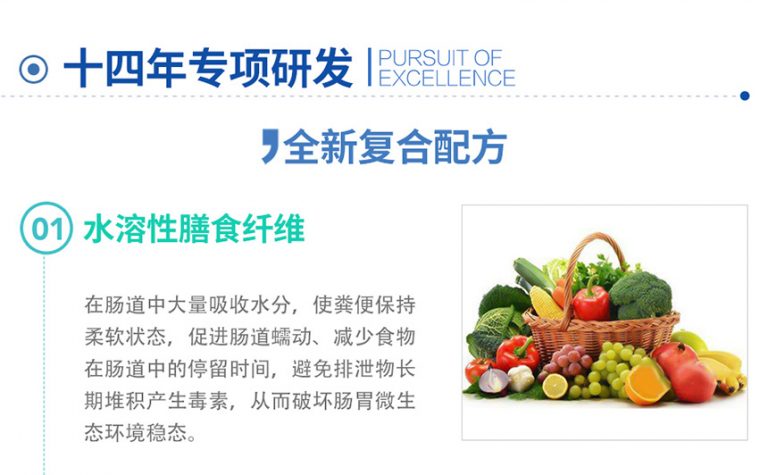 十四年专项研发
PURSUIT OF
EXCELLENCE
，全新复合配方
01 水溶性膳食纤维
在肠道中大量吸收水分，使粪便保持
柔软状态，促进肠道蠕动、减少食物
在肠道中的停留时间，避免排泄物长
期堆积产生毒素，从而破坏肠胃微生
态环境稳态。